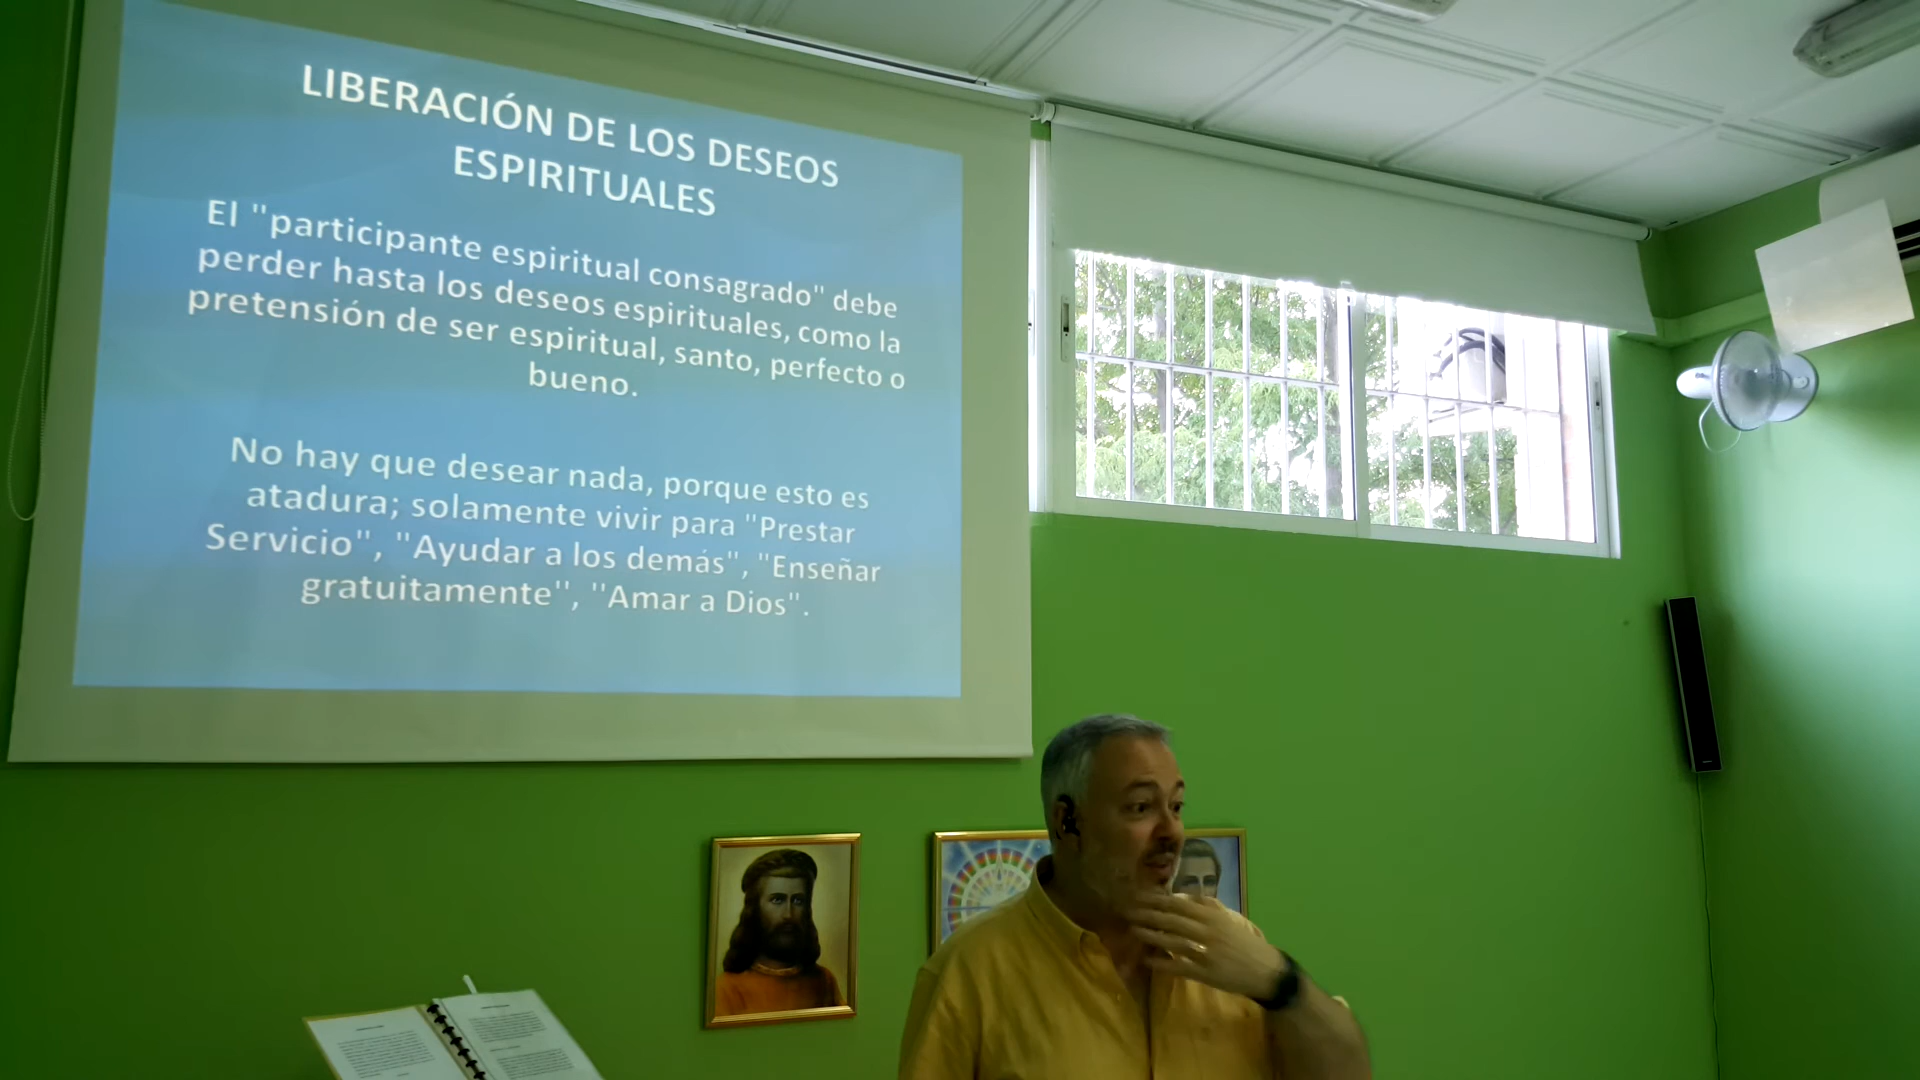 LIBERACIÓN DE LOS DESEOS
ESPIRITUALES
El "participante espiritual consagrado" debe
perder hasta los deseos espirituales, como la
pretensión de ser espiritual, santo, perfecto o
bueno.
No hay que desear nada, porque esto es
atadura; solamente vivir para "Prestar
Servicio", "Ayudar a los demás", "Enseñar
gratuitamente", "Amar a Dios".